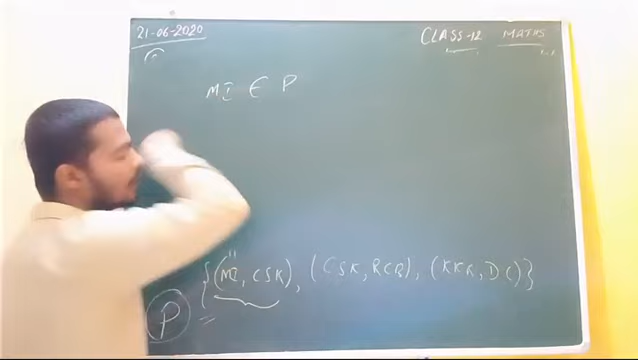 21-06-2020 CLASS-12 MATHS
MI ∈ P
P = {(MI, CSK), (CSK, RCB), (KKR, DC)}